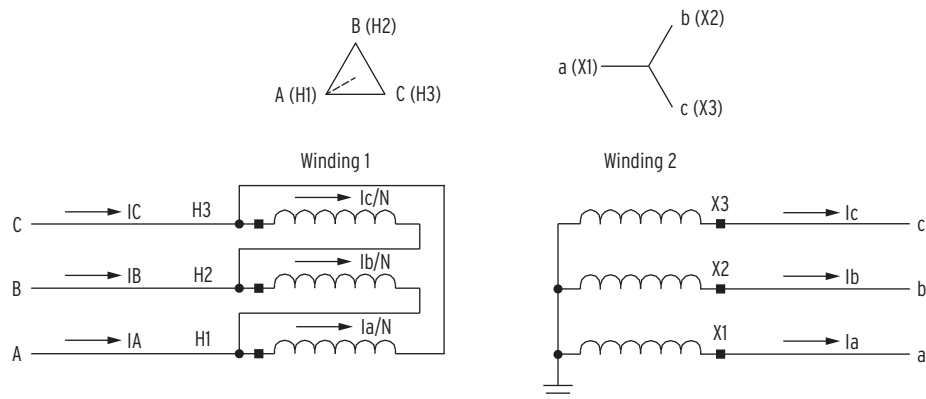 B (H2)
A (H1)
C (H3)
b (X2)
a (X1)
c (X3)
Winding 1
Winding 2
C
IC
H3
Ic/N
X3
Ic
c
B
IB
H2
Ib/N
X2
Ib
b
A
IA
H1
Ia/N
X1
Ia
a